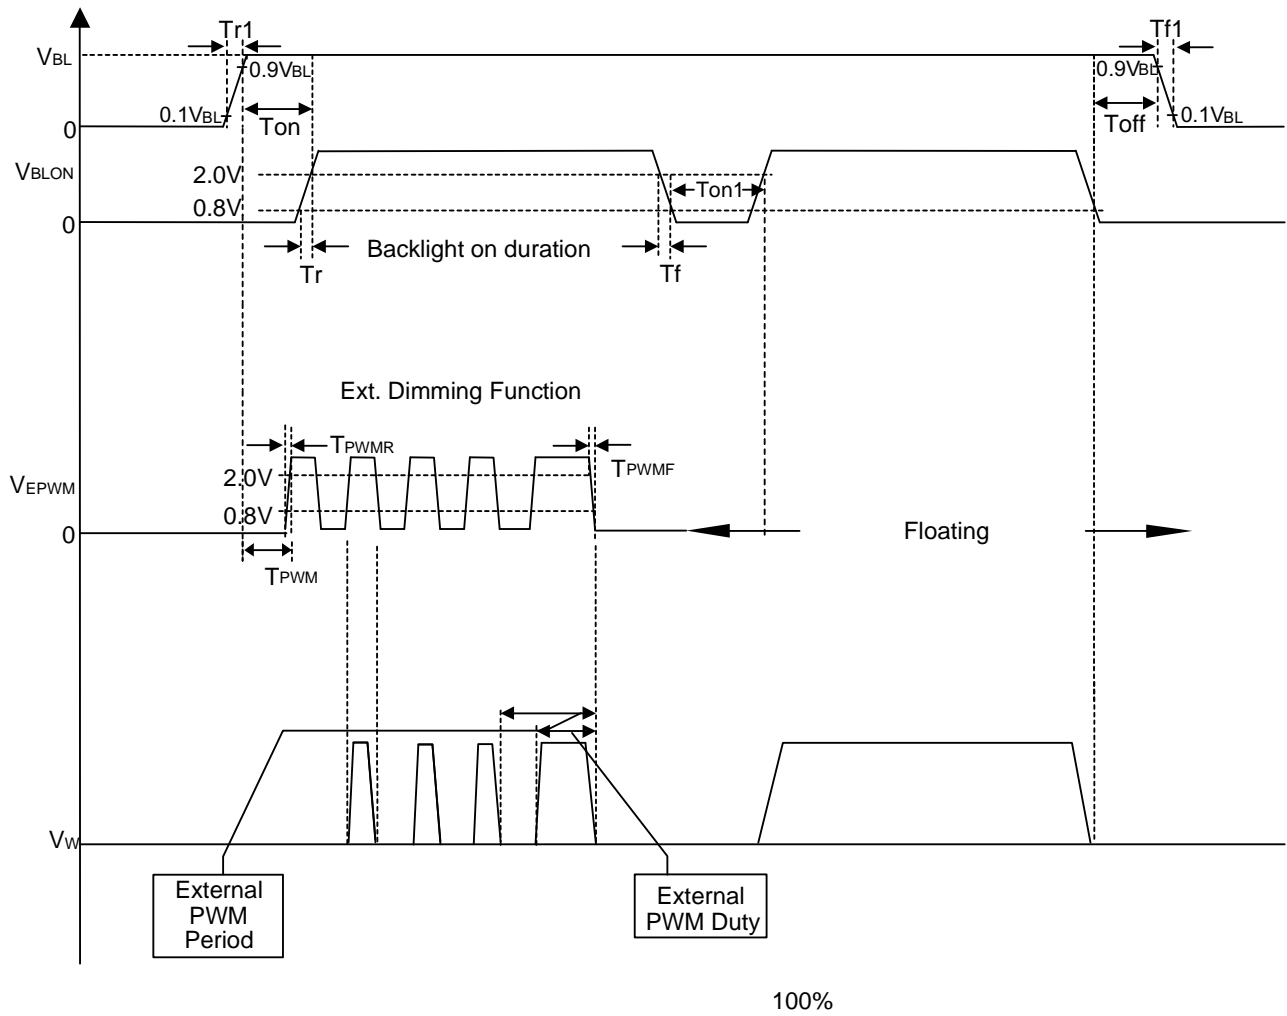 Tr1
Tf1
VBL
0.9VBL
0.9VBL
0.1VBL
Ton
Toff
0.1VBL
0
VBLON
2.0V
Ton1
0.8V
0
Backlight on duration
Tr
Tf
Ext. Dimming Function
TPWMR
TPWMF
2.0V
VEPWM
0.8V
0
Floating
TPWM
VW
External
PWM
Period
External
PWM Duty
100%